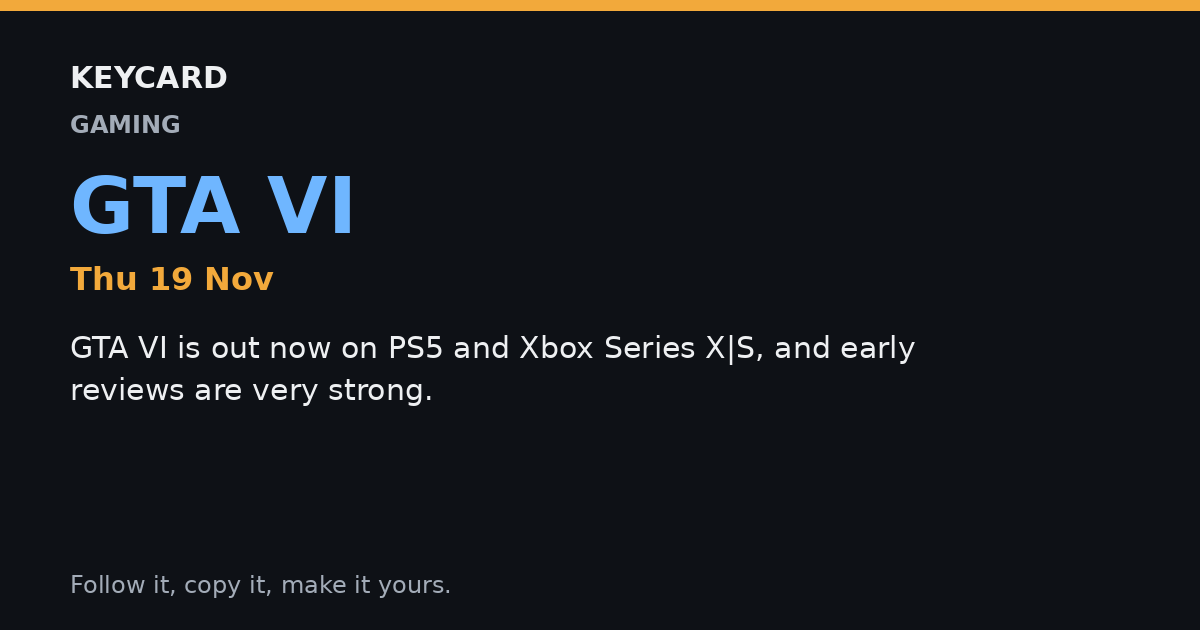 KEYCARD
GAMING
GTA VI
Thu 19 Nov
GTA VI is out now on PS5 and Xbox Series X|S, and early
reviews are very strong.
Follow it, copy it, make it yours.